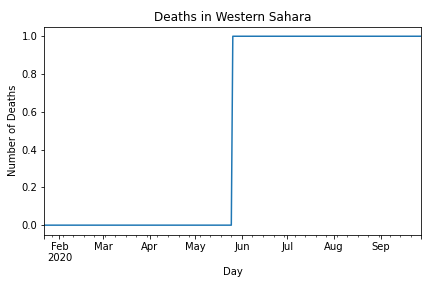 Deaths in Western Sahara
Number of Deaths
1.0
0.8
0.6
0.4
0.2
0.0
Feb Mar Apr May Jun Jul Aug Sep
2020
Day